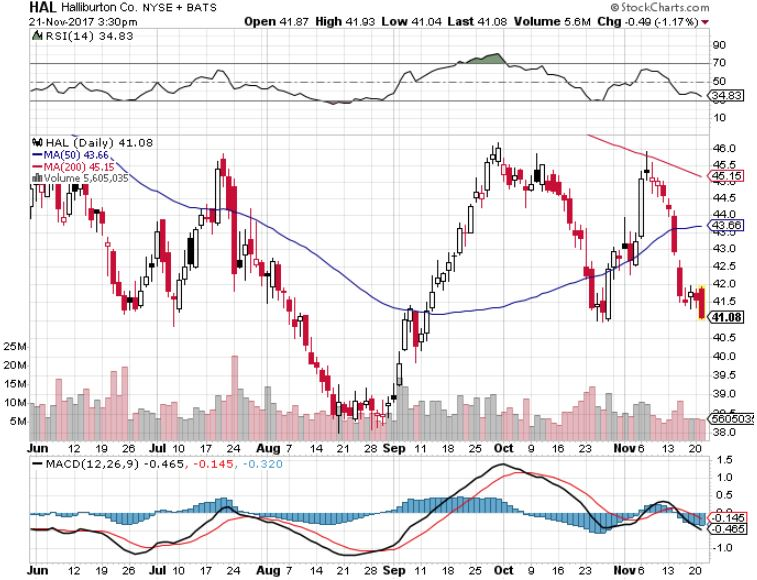 HAL Halliburton Co. NYSE + BATS © StockCharts.com
21-Nov-2017 3:30pm Open 41.87 High 41.93 Low 41.04 Last 41.08 Volume 5.6M Chg -0.49 (-1.17%)
RSI(14) 34.83
90
70
50
34.83
30
10
HAL (Daily) 41.08
MA(50) 43.66
MA(200) 45.15
Volume 5,605,035
46.0
45.5
45.15
44.5
44.0
43.66
43.0
42.5
42.0
41.5
41.08
40.5
40.0
39.5
39.0
38.0
25M
20M
15M
10M
5M
5605035
Jun 12 19 26 Jul 10 17 24 Aug 7 14 21 28 Sep 11 18 25 Oct 9 16 23 Nov 6 13 20
MACD(12,26,9) -0.465, -0.145, -0.320
1.5
1.0
0.5
0.0
-0.145
-0.465
-1.0
Jun 12 19 26 Jul 10 17 24 Aug 7 14 21 28 Sep 11 18 25 Oct 9 16 23 Nov 6 13 20